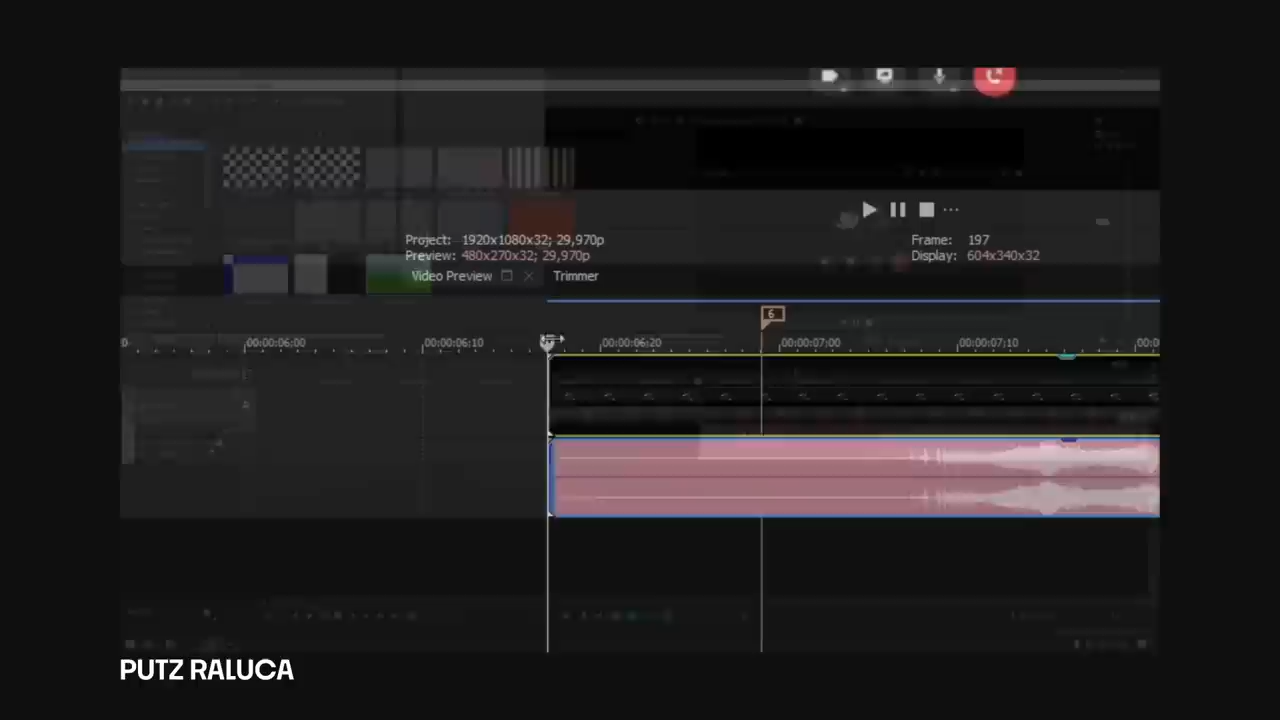 Project: 1920x1080x32; 29,970p
Frame: 197
Preview: 480x270x32; 29,970p
Display: 604x340x32
Video Preview
Trimmer
6
00:00:06:00
00:00:06:10
00:00:06:20
00:00:07:00
00:00:07:10
PUTZ RALUCA